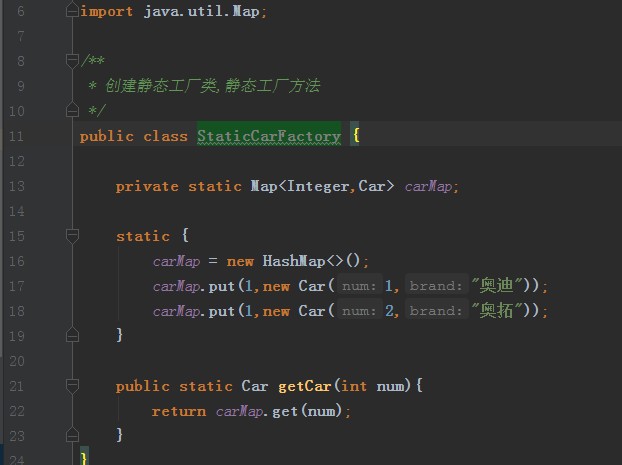 6 import java.util.Map;
7
8 /**
9 * 创建静态工厂类,静态工厂方法
10 */
11 public class StaticCarFactory {
12
13 private static Map<Integer,Car> carMap;
14
15 static {
16 carMap = new HashMap<>();
17 carMap.put(1,new Car( num: 1, brand: "奥迪"));
18 carMap.put(1,new Car( num: 2, brand: "奥拓"));
19 }
20
21 public static Car getCar(int num){
22 return carMap.get(num);
23 }
24 }